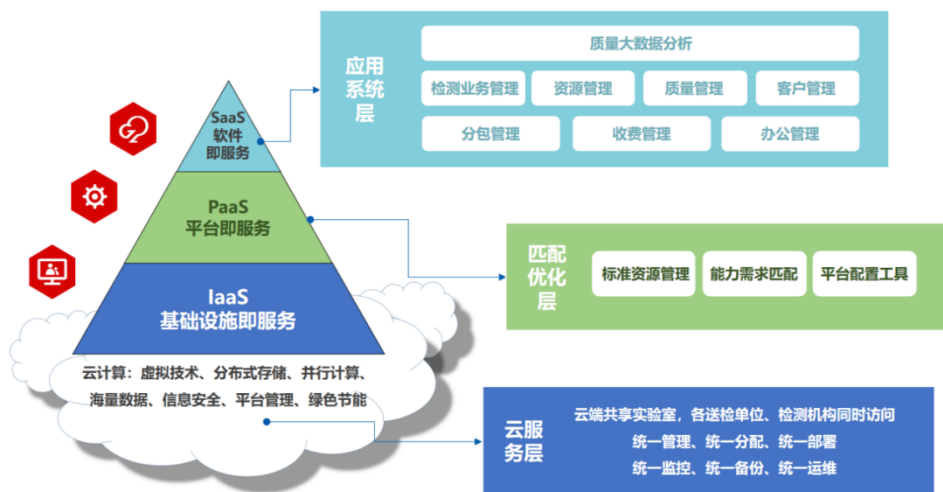 SaaS
软件
即服务
PaaS
平台即服务
IaaS
基础设施即服务
云计算：虚拟技术、分布式存储、并行计算、
海量数据、信息安全、平台管理、绿色节能
应用
系统
层
质量大数据分析
检测业务管理 资源管理 质量管理 客户管理
分包管理 收费管理 办公管理
匹配
优化
层
标准资源管理 能力需求匹配 平台配置工具
云服
务层
云端共享实验室，各送检单位、检测机构同时访问
统一管理、统一分配、统一部署
统一监控、统一备份、统一运维